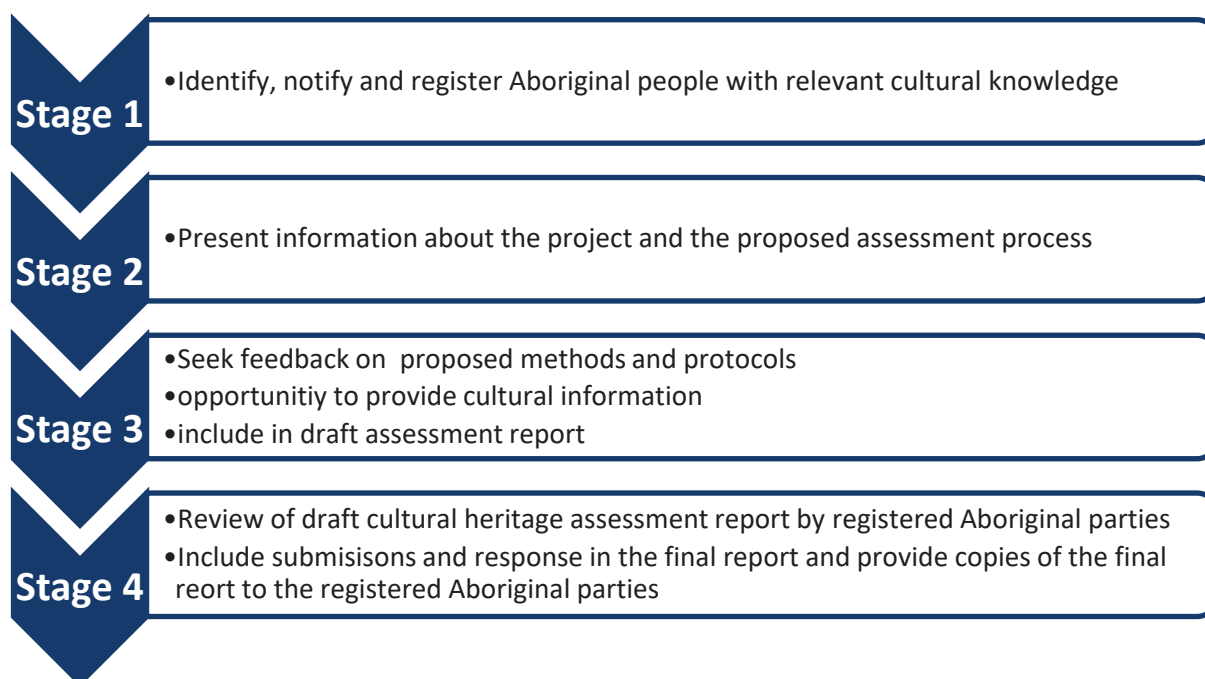 Stage 1
•Identify, notify and register Aboriginal people with relevant cultural knowledge
Stage 2
•Present information about the project and the proposed assessment process
Stage 3
•Seek feedback on proposed methods and protocols
•opportunitiy to provide cultural information
•include in draft assessment report
Stage 4
•Review of draft cultural heritage assessment report by registered Aboriginal parties
•Include submisisons and response in the final report and provide copies of the final
reort to the registered Aboriginal parties